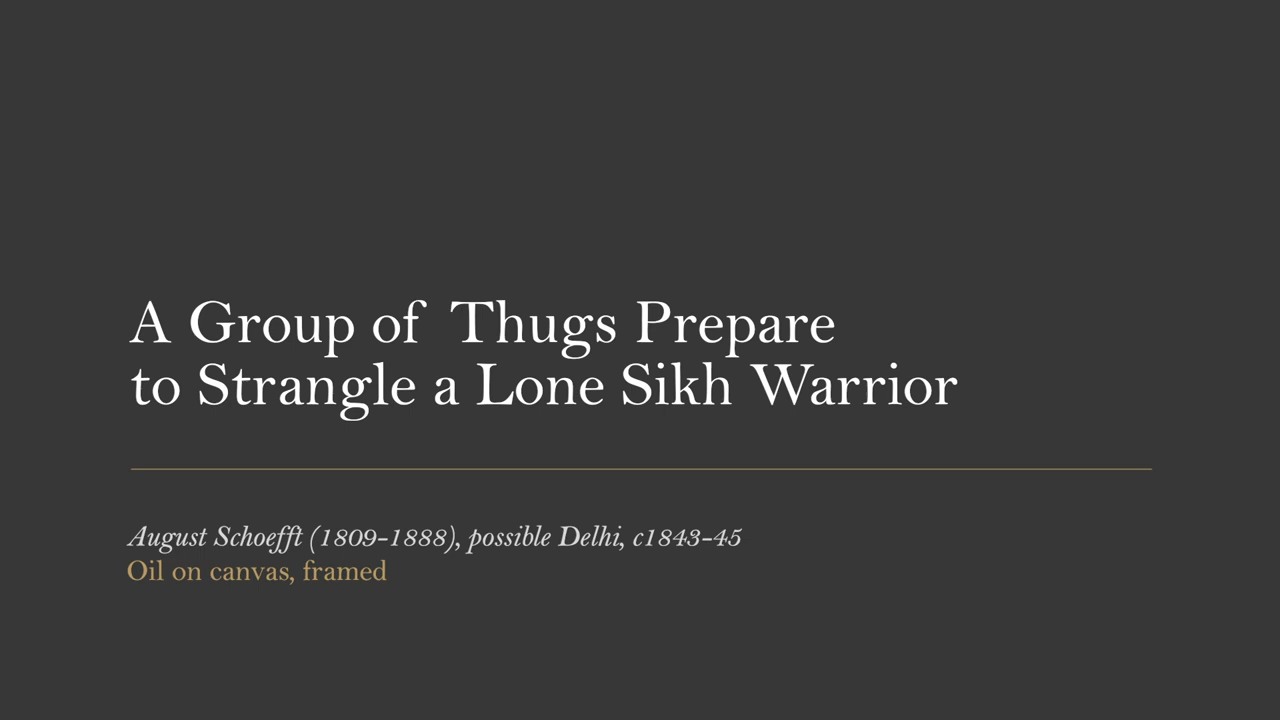 A Group of Thugs Prepare
to Strangle a Lone Sikh Warrior
August Schoefft (1809-1888), possible Delhi, c1843-45
Oil on canvas, framed